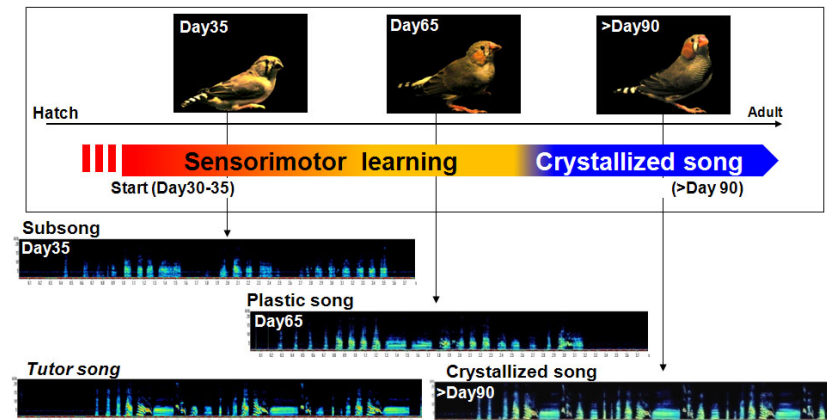 Day35
Day65
>Day90
Hatch
Adult
Sensorimotor learning
Crystallized song
Start (Day30-35)
(>Day 90)
Subsong
Day35
Plastic song
Day65
Tutor song
Crystallized song
>Day90